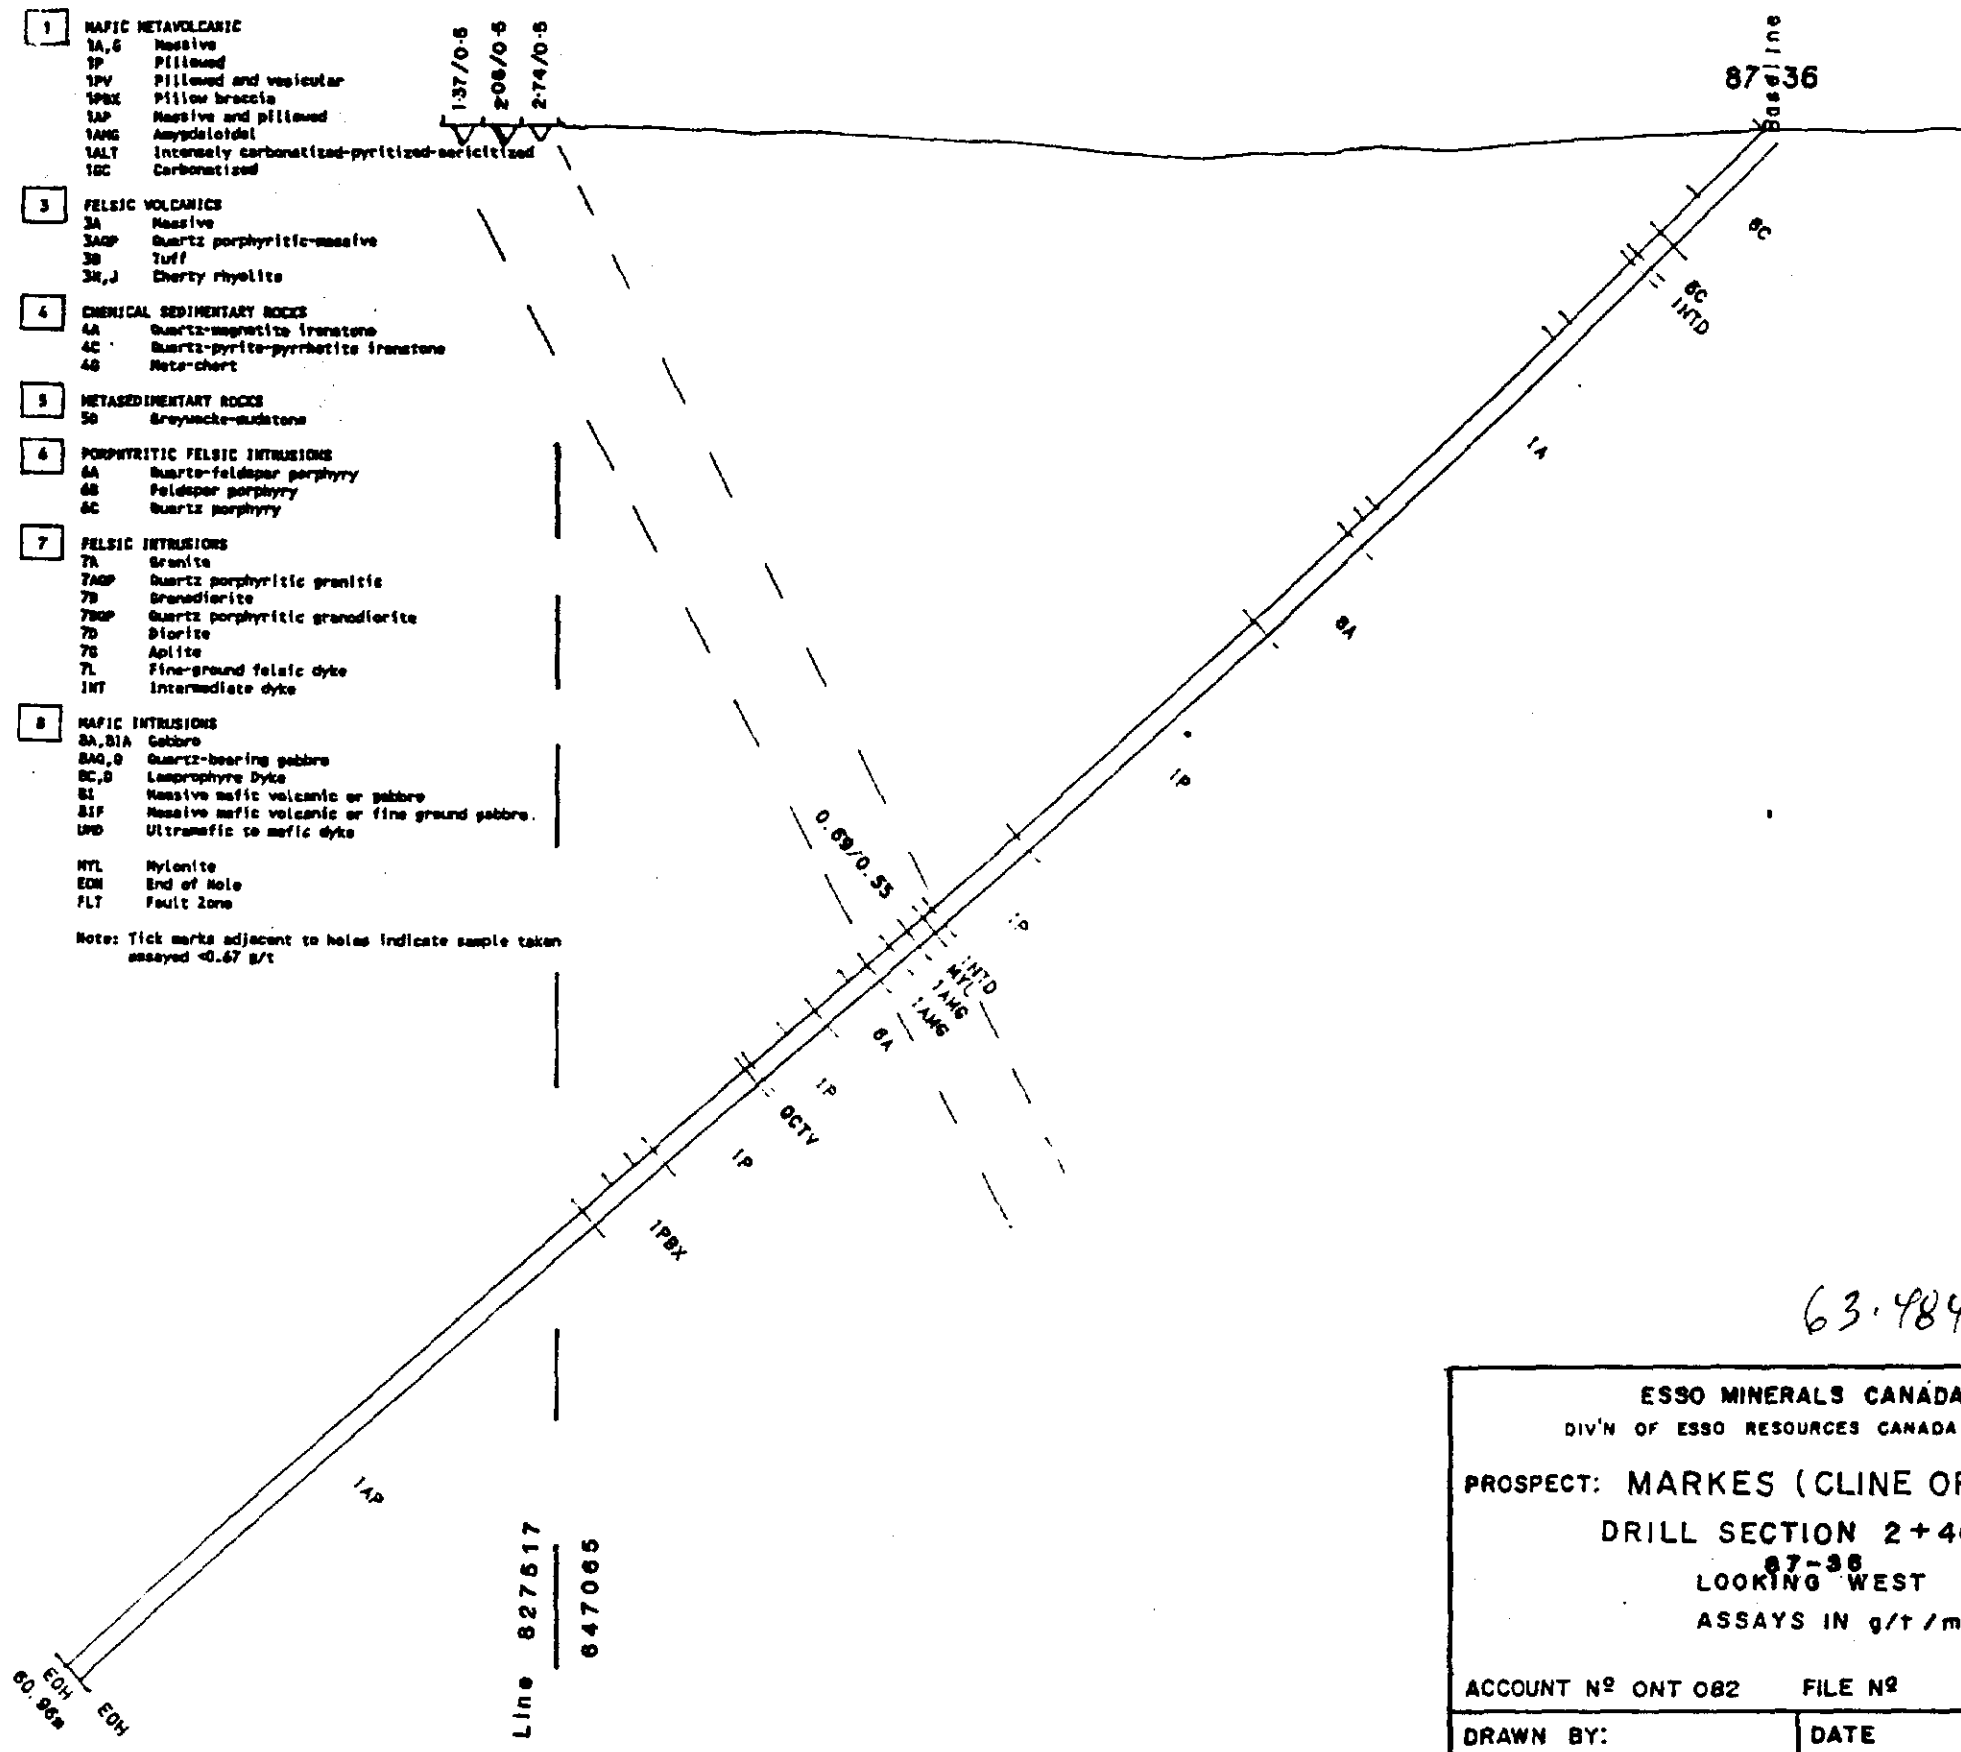 1 MAFIC METAVOLCANIC
1A,G Massive
1P Pillowed
1PV Pillowed and vesicular
1PBX Pillow breccia
1AP Massive and pillowed
1AMG Amygdaloidal
1ALT Intensely carbonatized-pyritized-sericitized
1GC Carbonatized
3 FELSIC VOLCANICS
3A Massive
3AQP Quartz porphyritic-massive
3B Tuff
3H,J Cherty rhyolite
4 CHEMICAL SEDIMENTARY ROCKS
4A Quartz-magnetite ironstone
4C Quartz-pyrite-pyrrhotite ironstone
4G Meta-chert
5 METASEDIMENTARY ROCKS
5B Greywacke-mudstone
6 PORPHYRITIC FELSIC INTRUSIONS
6A Quartz-feldspar porphyry
6B Feldspar porphyry
6C Quartz porphyry
7 FELSIC INTRUSIONS
7A Granite
7AQP Quartz porphyritic granitic
7B Granodiorite
7BQP Quartz porphyritic granodiorite
7D Diorite
7G Aplite
7L Fine-ground felsic dyke
INT Intermediate dyke
8 MAFIC INTRUSIONS
8A,81A Gabbro
8AQ,Q Quartz-bearing gabbro
8C,D Lamprophyre Dyke
81 Massive mafic volcanic or gabbro
81F Massive mafic volcanic or fine ground gabbro.
UMD Ultramafic to mafic dyke
MYL Mylonite
EOH End of Hole
FLT Fault Zone
Note: Tick marks adjacent to holes indicate sample taken
assayed <0.67 g/t
1.37/0.5
2.06/0.5
2.74/0.5
Baseline
87-36
6C
INTD
1A
8A
1P
1P
0.69/0.55
INTD
MYL
1AMG
1AMG
1P
QCTV
1P
1PBX
1AP
EOH
60.96m
EOH
Line 827517
647065
63.484
ESSO MINERALS CANADA
DIV'N OF ESSO RESOURCES CANADA
PROSPECT: MARKES (CLINE OP
DRILL SECTION 2+4
87-36
LOOKING WEST
ASSAYS IN g/t/m
ACCOUNT Nº ONT 082 FILE Nº
DRAWN BY: DATE